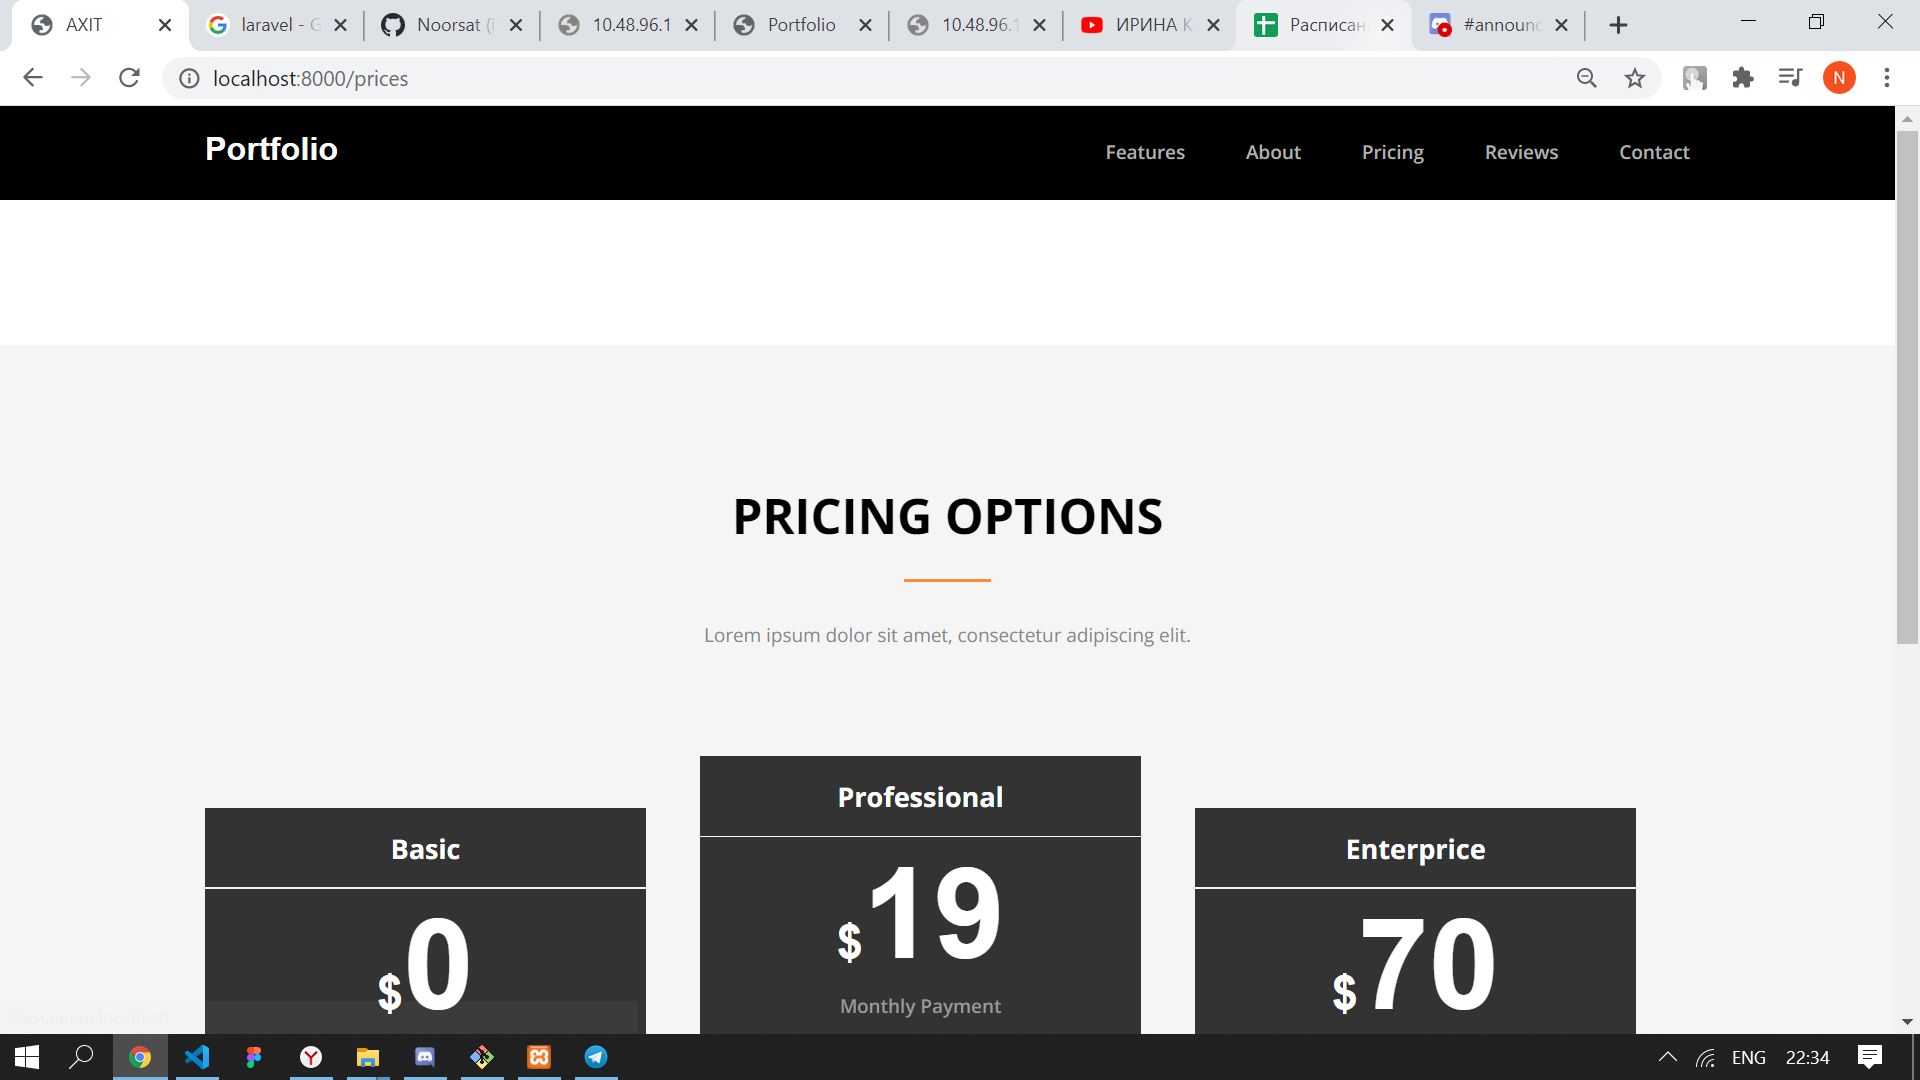 AXIT
laravel - G
Noorsat (i
10.48.96.1
Portfolio
10.48.96.1
ИРИНА К
Расписан
#announc
localhost:8000/prices
N
Portfolio
Features
About
Pricing
Reviews
Contact
PRICING OPTIONS
Lorem ipsum dolor sit amet, consectetur adipiscing elit.
Basic
$0
Professional
$19
Monthly Payment
Enterprice
$70
Ожидание localhost...
ENG
22:34